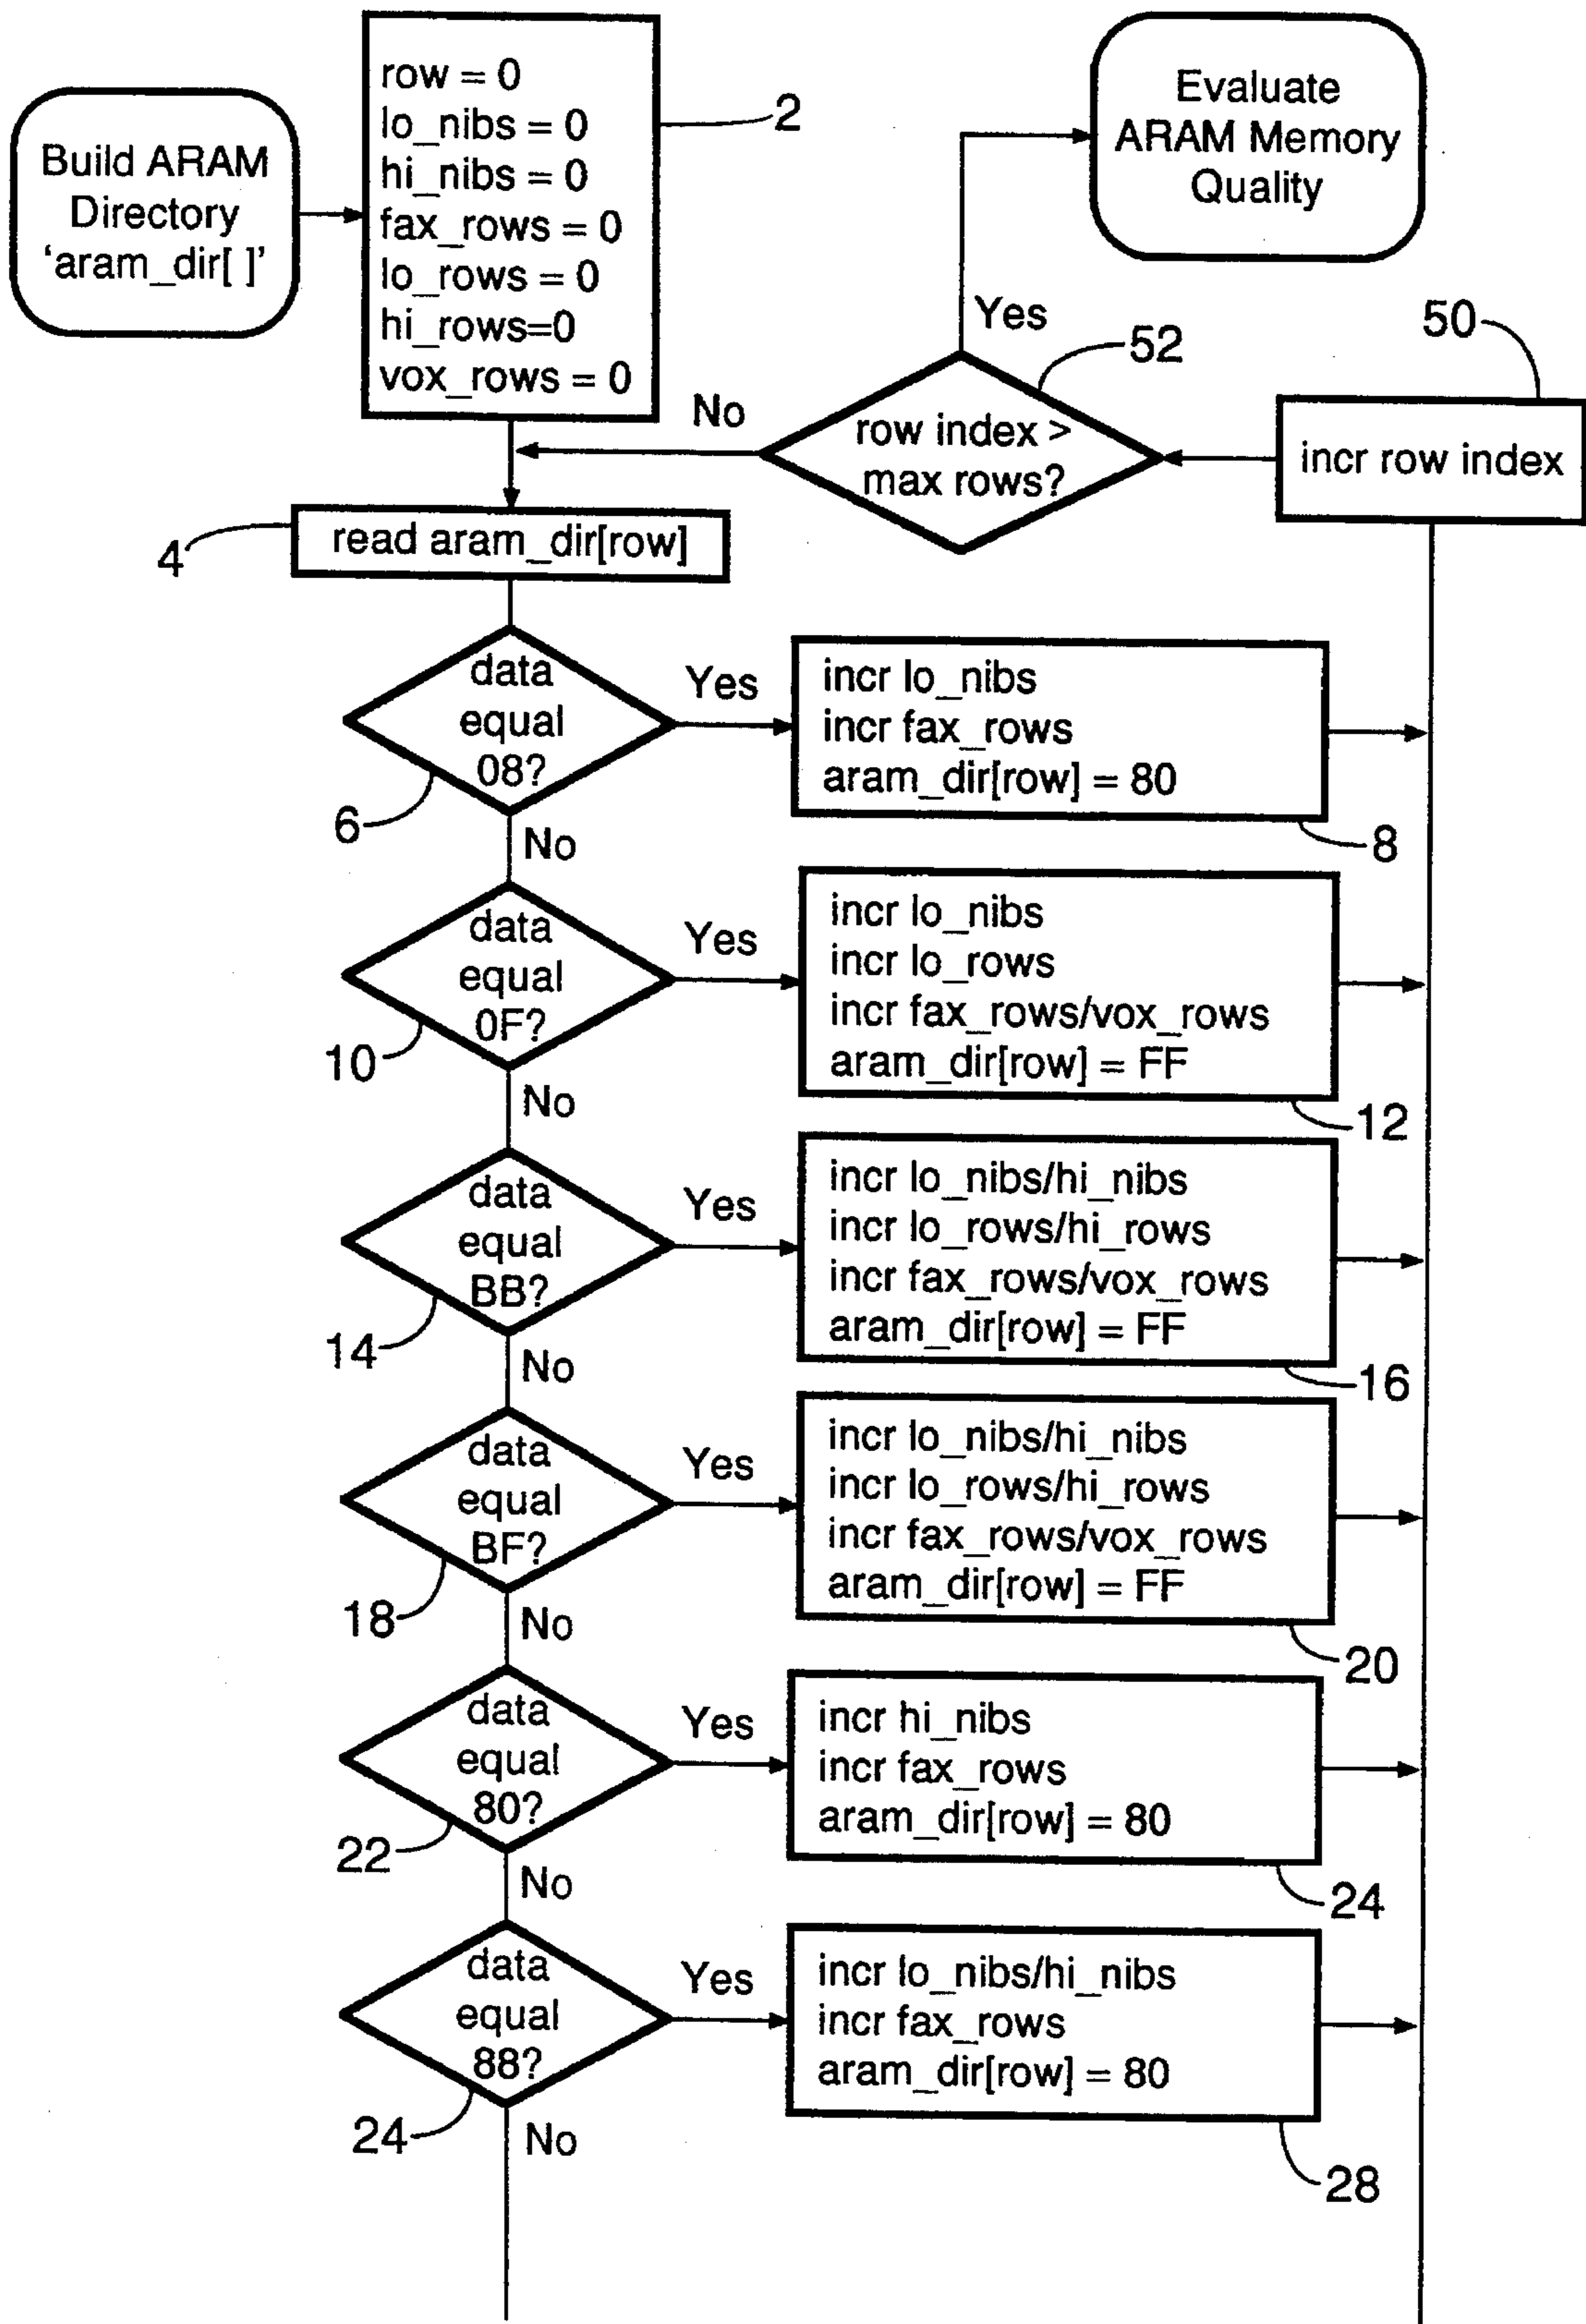 Build ARAM
Directory
‘aram_dir[ ]’
row = 0
lo_nibs = 0
hi_nibs = 0
fax_rows = 0
lo_rows = 0
hi_rows=0
vox_rows = 0
2
Evaluate
ARAM Memory
Quality
Yes
52
50
No
row index >
max rows?
incr row index
4
read aram_dir[row]
data
equal
08?
6
Yes
No
incr lo_nibs
incr fax_rows
aram_dir[row] = 80
8
data
equal
0F?
10
Yes
No
incr lo_nibs
incr lo_rows
incr fax_rows/vox_rows
aram_dir[row] = FF
12
data
equal
BB?
14
Yes
No
incr lo_nibs/hi_nibs
incr lo_rows/hi_rows
incr fax_rows/vox_rows
aram_dir[row] = FF
16
data
equal
BF?
18
Yes
No
incr lo_nibs/hi_nibs
incr lo_rows/hi_rows
incr fax_rows/vox_rows
aram_dir[row] = FF
20
data
equal
80?
22
Yes
No
incr hi_nibs
incr fax_rows
aram_dir[row] = 80
24
data
equal
88?
24
Yes
No
incr lo_nibs/hi_nibs
incr fax_rows
aram_dir[row] = 80
28